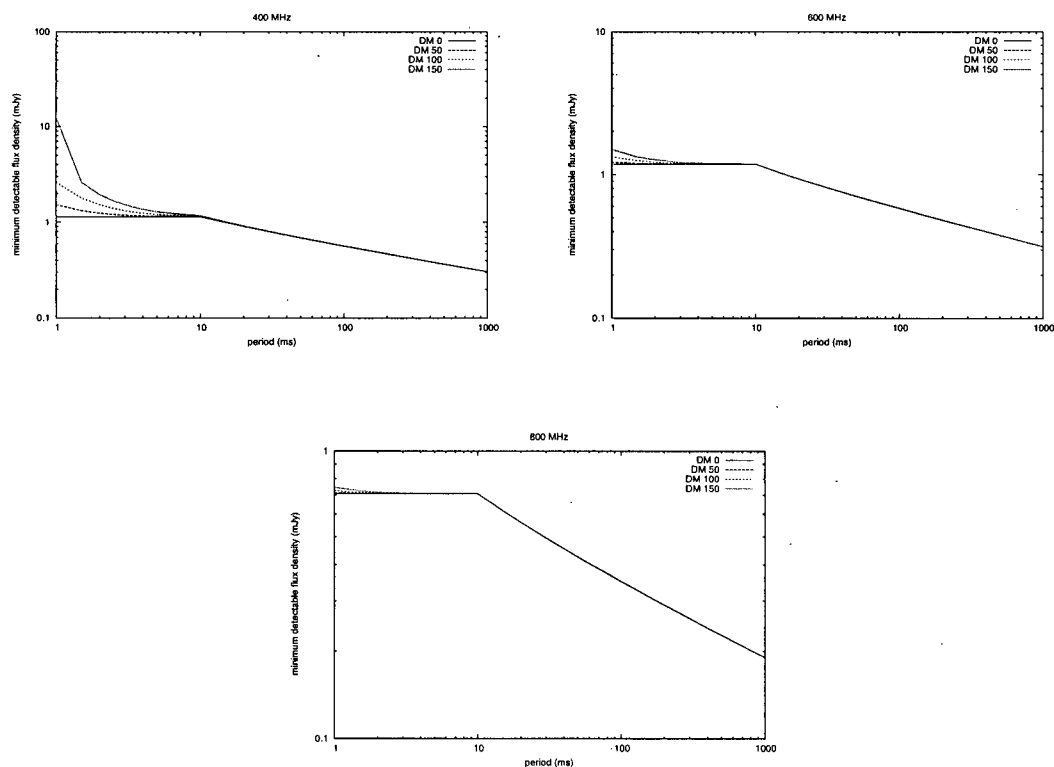 400 MHz
100
10
1
0.1
minimum detectable flux density (mJy)
DM 0
DM 50
DM 100
DM 150
1 10 100 1000
period (ms)
600 MHz
10
1
0.1
minimum detectable flux density (mJy)
DM 0
DM 50
DM 100
DM 150
1 10 100 1000
period (ms)
800 MHz
1
0.1
minimum detectable flux density (mJy)
DM 0
DM 50
DM 100
DM 150
1 10 100 1000
period (ms)